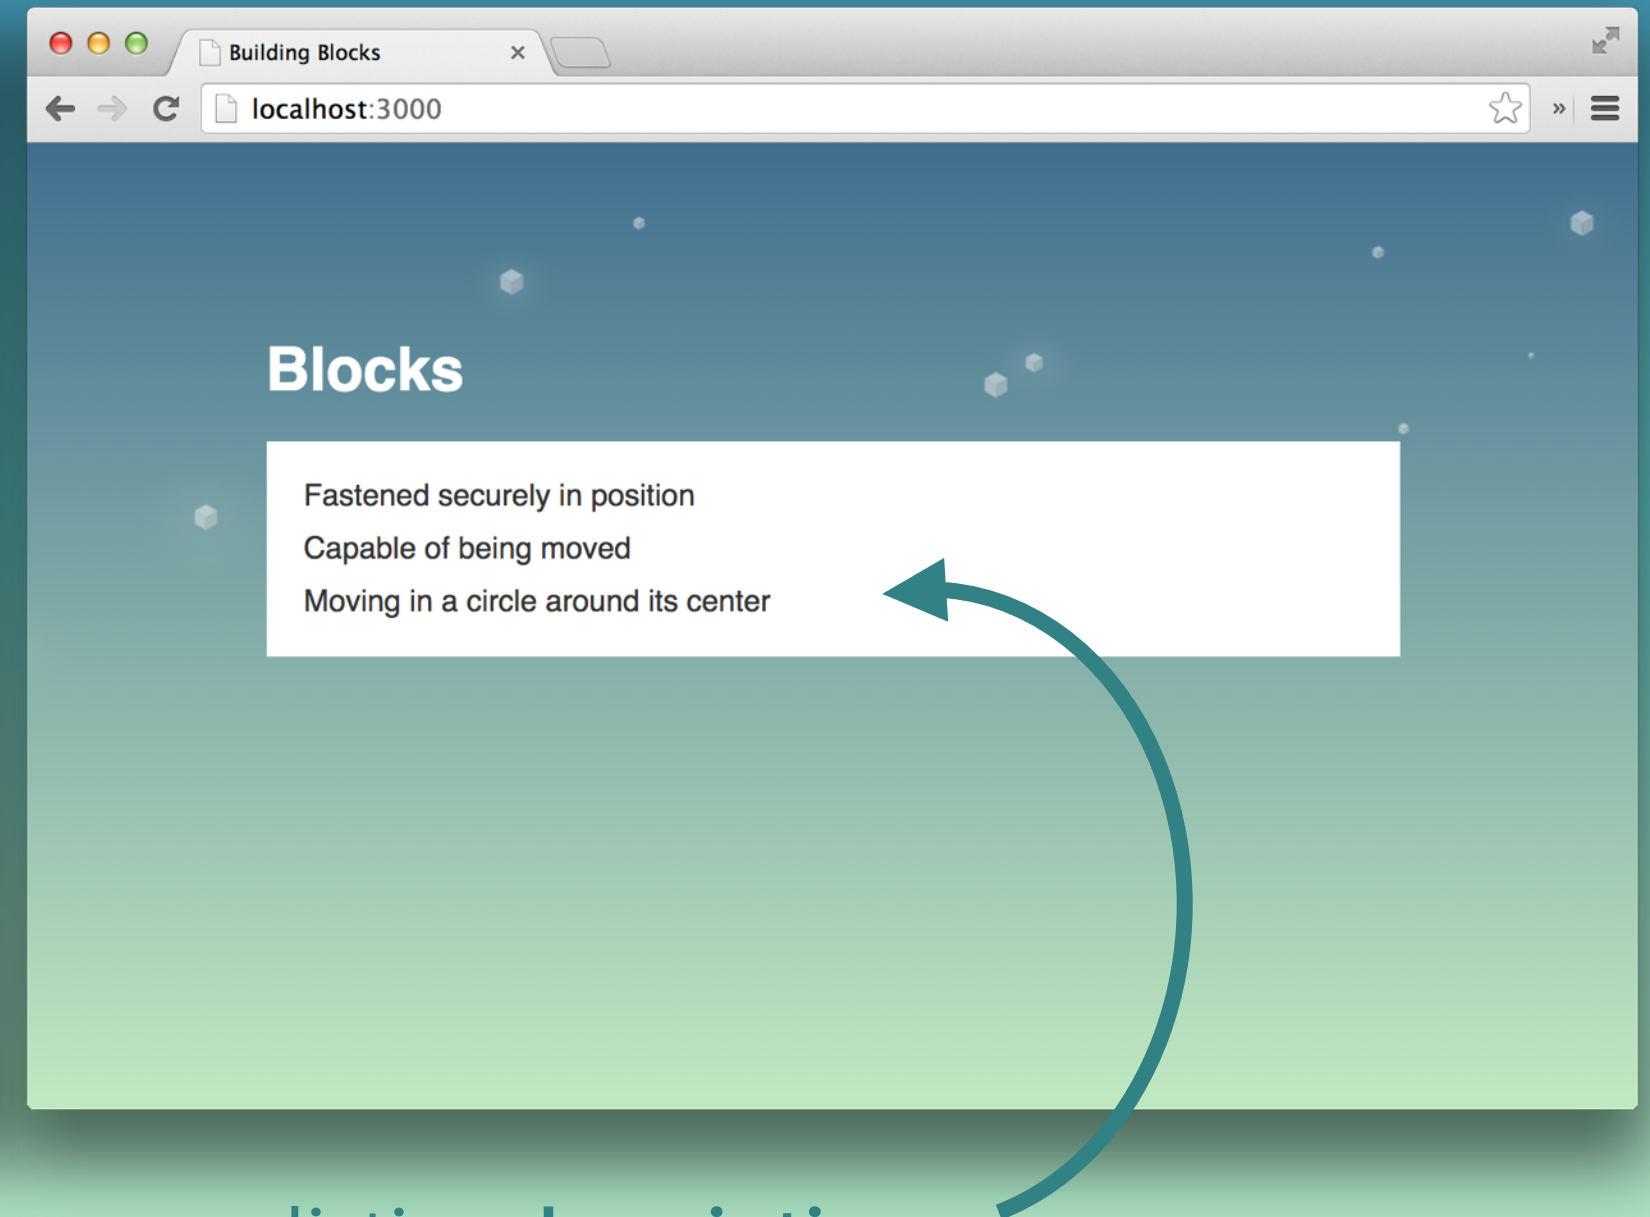 Building Blocks
localhost:3000
Blocks
Fastened securely in position
Capable of being moved
Moving in a circle around its center